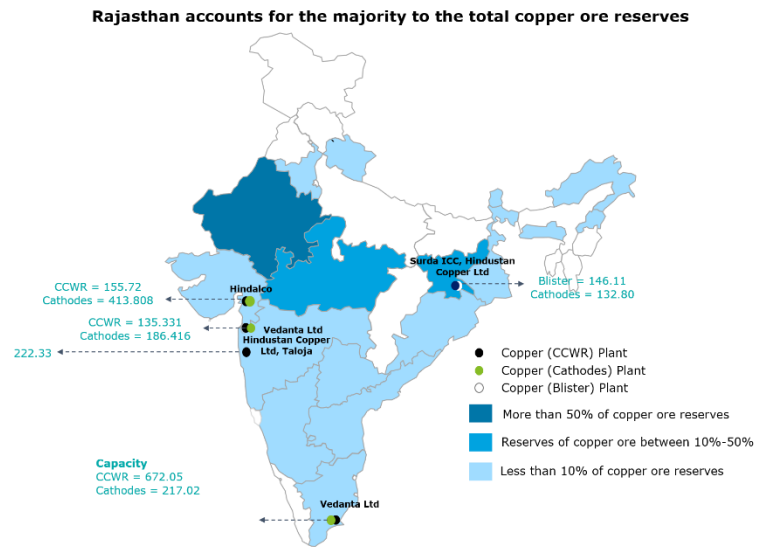 Rajasthan accounts for the majority to the total copper ore reserves
Surda ICC, Hindustan
Copper Ltd
Blister = 146.11
Cathodes = 132.80
CCWR = 155.72
Cathodes = 413.808
Hindalco
CCWR = 135.331
Cathodes = 186.416
Vedanta Ltd
Hindustan Copper
Ltd, Taloja
222.33
Copper (CCWR) Plant
Copper (Cathodes) Plant
Copper (Blister) Plant
More than 50% of copper ore reserves
Reserves of copper ore between 10%-50%
Less than 10% of copper ore reserves
Capacity
CCWR = 672.05
Cathodes = 217.02
Vedanta Ltd